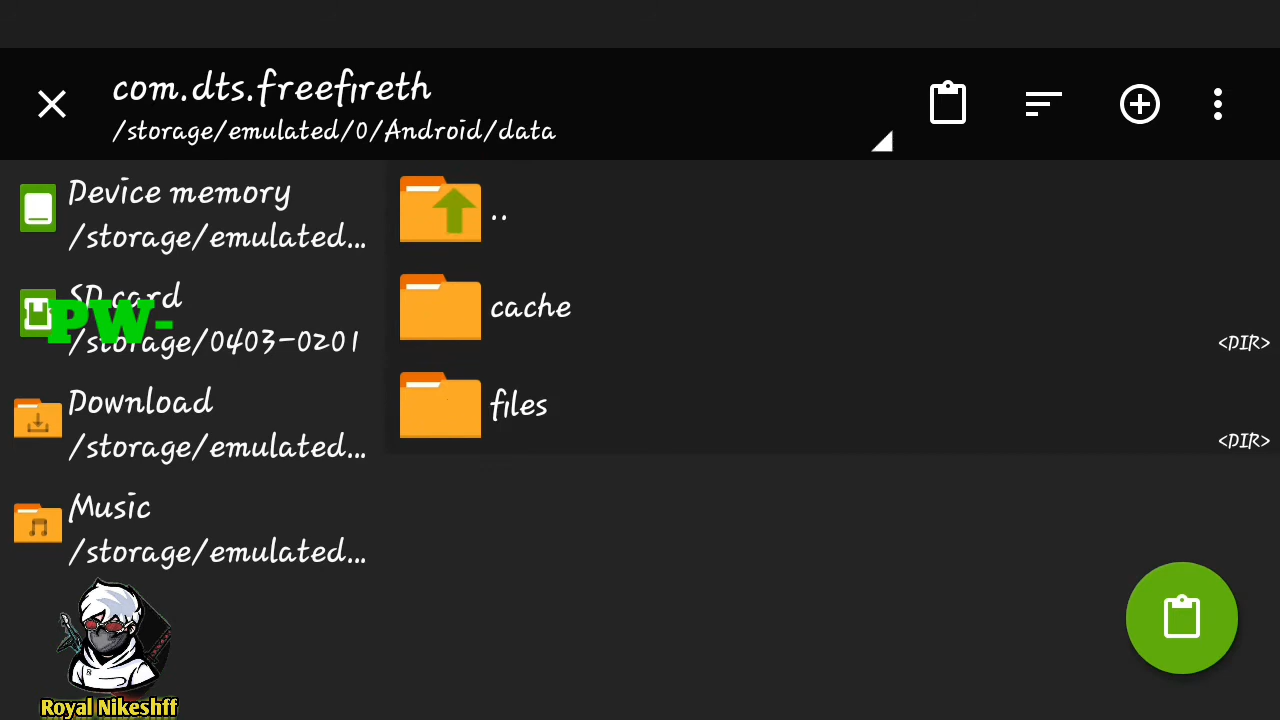 com.dts.freefireth
/storage/emulated/0/Android/data
Device memory
/storage/emulated...
SD card
/storage/0403-0201
PW-
Download
/storage/emulated...
Music
/storage/emulated...
..
cache
<DIR>
files
<DIR>
Royal Nikeshff